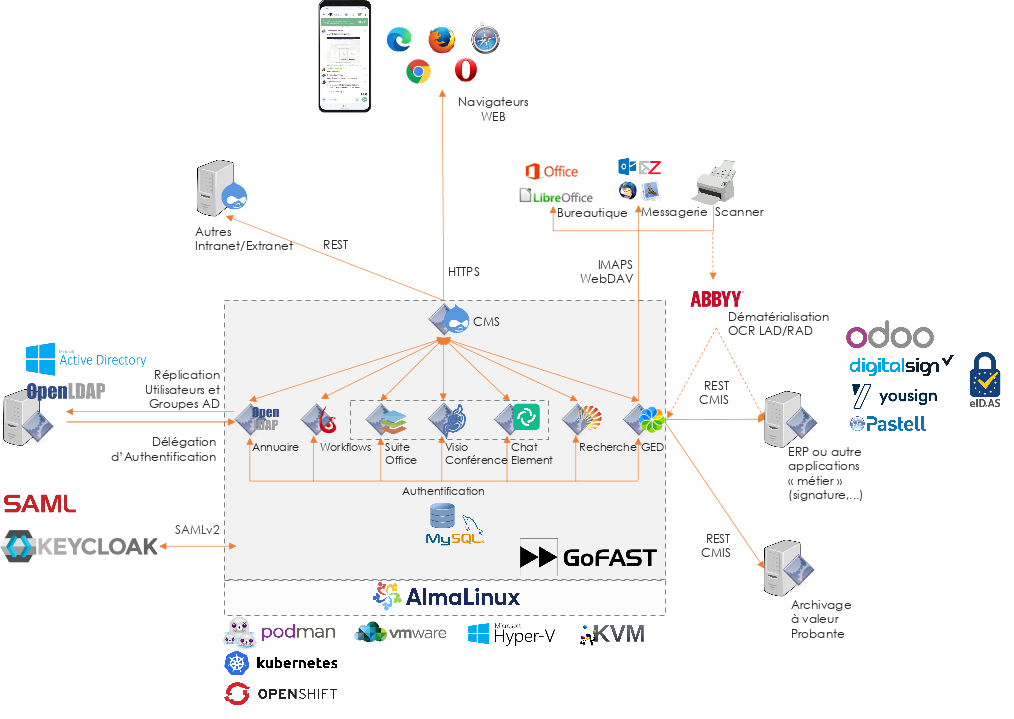 Navigateurs
WEB
Office
LibreOffice
Bureautique
Messagerie
Scanner
Autres
Intranet/Extranet
REST
HTTPS
IMAPS
WebDAV
ABBYY
Dématérialisation
OCR LAD/RAD
CMS
odoo
digitalsign
yousign
Pastell
eID.AS
Microsoft
Active Directory
OpenLDAP
Réplication
Utilisateurs et
Groupes AD
Délégation
d'Authentification
REST
CMIS
Open
LDAP
Annuaire
Workflows
Suite
Office
Visio
Conférence
Chat
Element
Recherche
GED
ERP ou autre
applications
« métier »
(signature,...)
Authentification
MySQL
SAML
KEYCLOAK
SAMLv2
GoFAST
REST
CMIS
AlmaLinux
Archivage
à valeur
Probante
podman
vmware
Microsoft
Hyper-V
KVM
kubernetes
OPENSHIFT